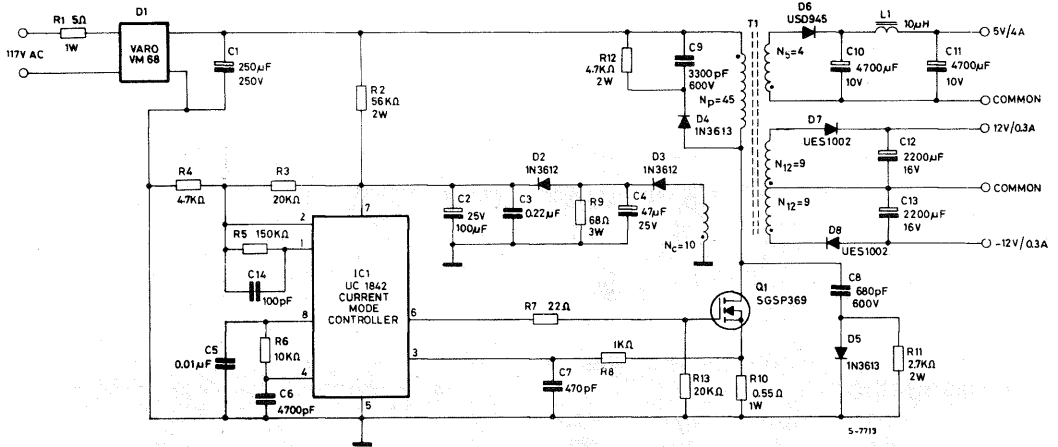 R1 5Ω
1W
117V AC
D1
VARO
VM 68
C1
250µF
250V
R2
56KΩ
2W
R12
4.7KΩ
2W
C9
3300pF
600V
D4
1N3613
Np=45
T1
N5=4
D6
USD945
L1
10µH
C10
4700µF
10V
C11
4700µF
10V
5V/4A
COMMON
D7
UES1002
12V/0.3A
N12=9
N12=9
C12
2200µF
16V
COMMON
C13
2200µF
16V
D8
UES1002
-12V/0.3A
R4
4.7KΩ
R3
20KΩ
C2
25V
100µF
C3
0.22µF
D2
1N3612
R9
68Ω
3W
C4
47µF
25V
D3
1N3612
Nc=10
R5 150KΩ
C14
100pF
7
2
1
8
4
5
6
3
IC1
UC 1842
CURRENT
MODE
CONTROLLER
C5
0.01µF
R6
10KΩ
C6
4700pF
R7 22Ω
1KΩ
R8
C7
470pF
R13
20KΩ
Q1
SGSP369
R10
0.55Ω
1W
C8
680pF
600V
D5
1N3613
R11
2.7KΩ
2W
S-7713